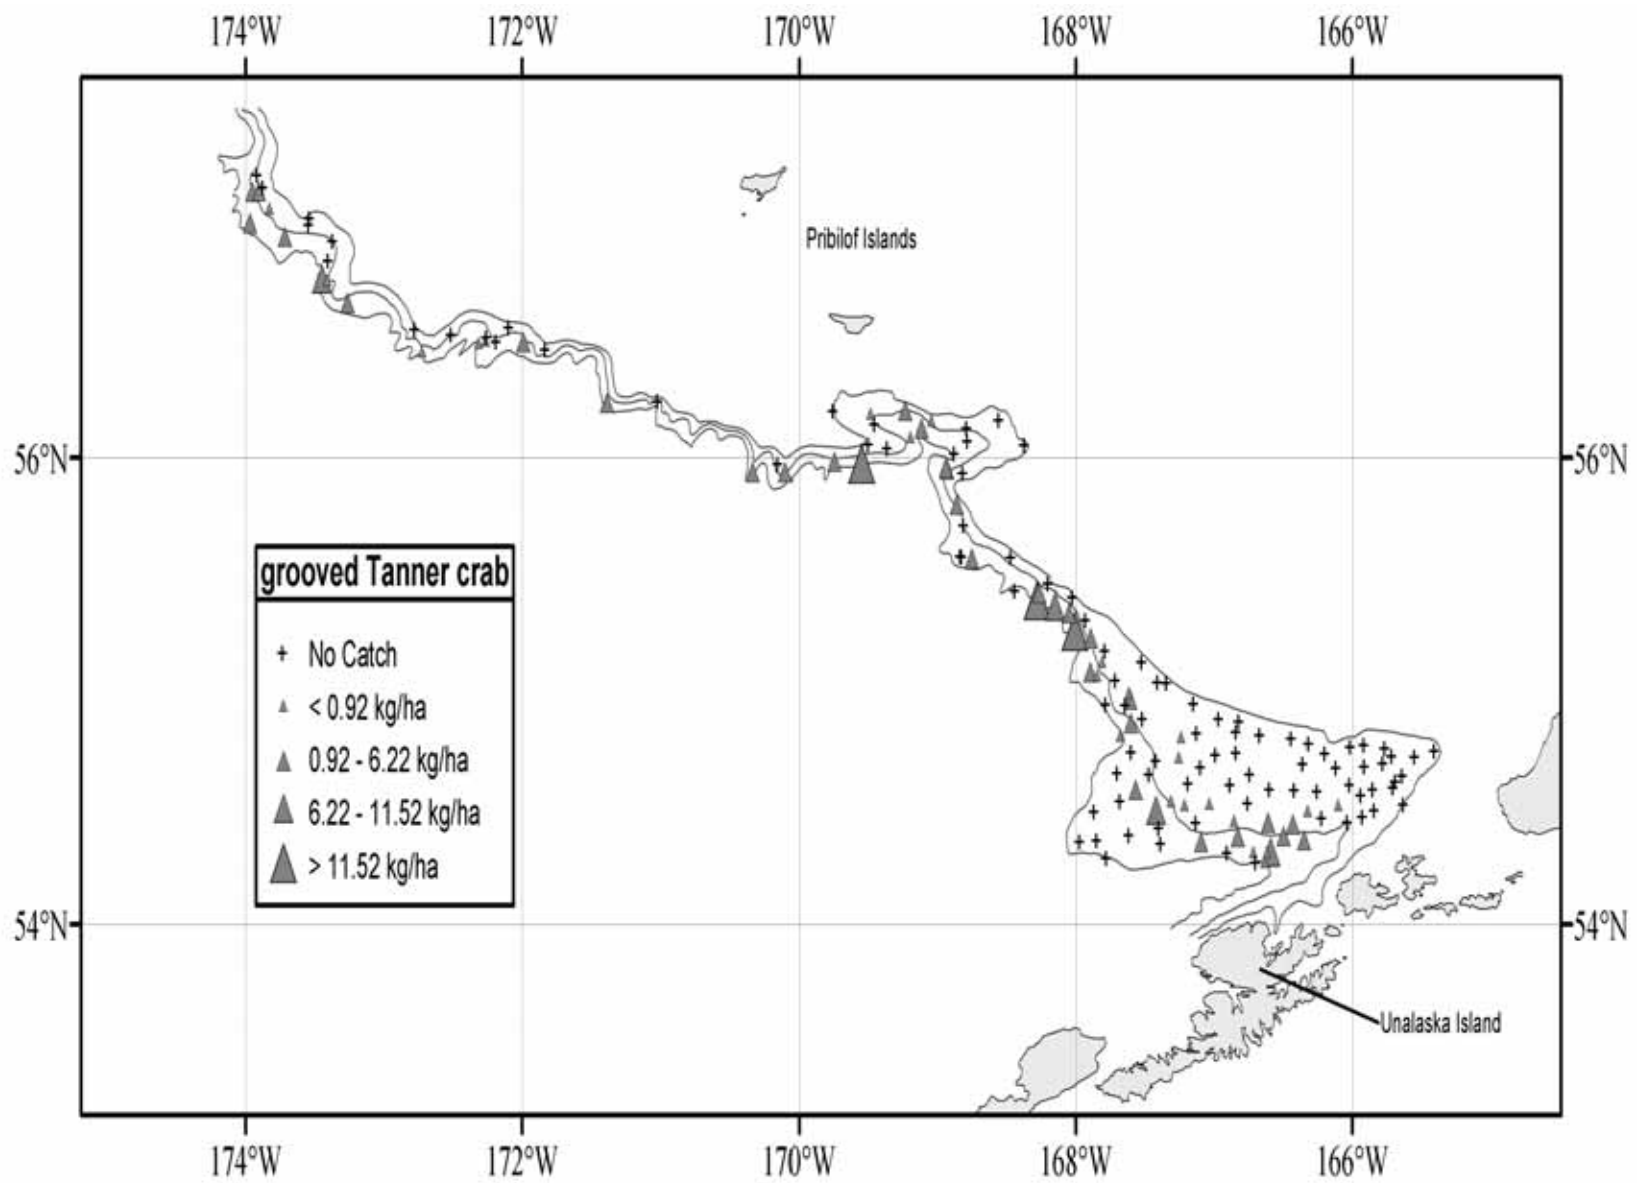 174°W 172°W 170°W 168°W 166°W
Pribilof Islands
56°N 56°N
grooved Tanner crab
No Catch
< 0.92 kg/ha
0.92 - 6.22 kg/ha
6.22 - 11.52 kg/ha
> 11.52 kg/ha
54°N 54°N
Unalaska Island
174°W 172°W 170°W 168°W 166°W